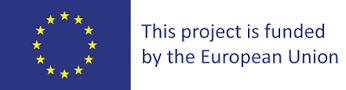 This project is funded
by the European Union